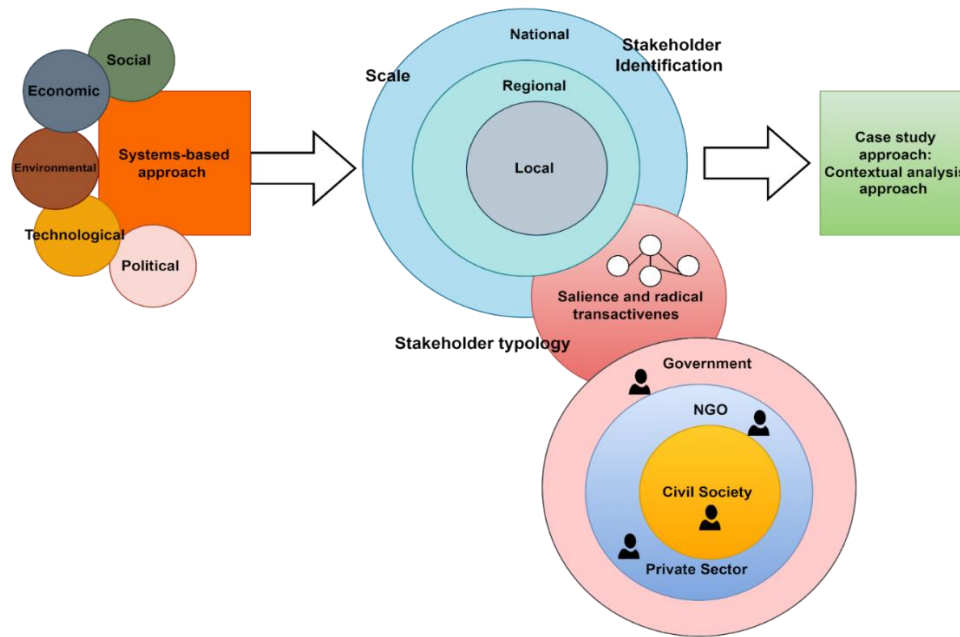 Social
Economic
Environmental
Technological
Political
Systems-based
approach
Scale
National
Stakeholder
Identification
Regional
Local
Salience and radical
transactivenes
Stakeholder typology
Government
NGO
Civil Society
Private Sector
Case study
approach:
Contextual analysis
approach